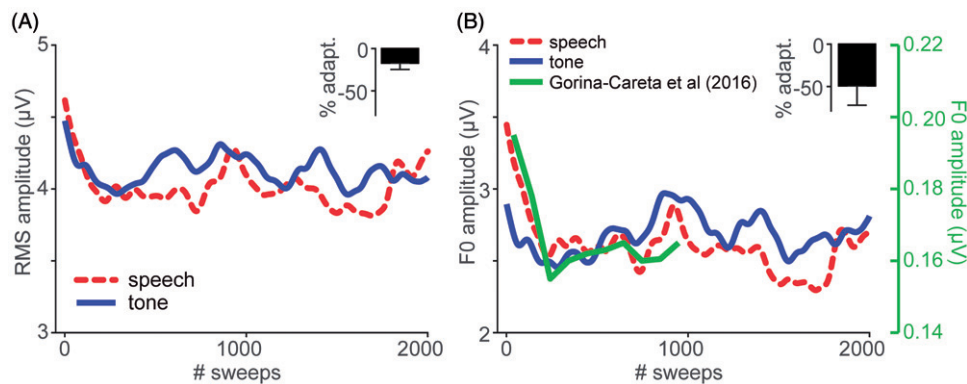 (A)
5
4
3
RMS amplitude (µV)
% adapt.
0
-50
speech
tone
0
1000
2000
# sweeps
(B)
4
3
2
F0 amplitude (µV)
speech
tone
Gorina-Careta et al (2016)
% adapt.
0
-50
0.22
0.20
0.18
0.16
0.14
F0 amplitude (µV)
0
1000
2000
# sweeps